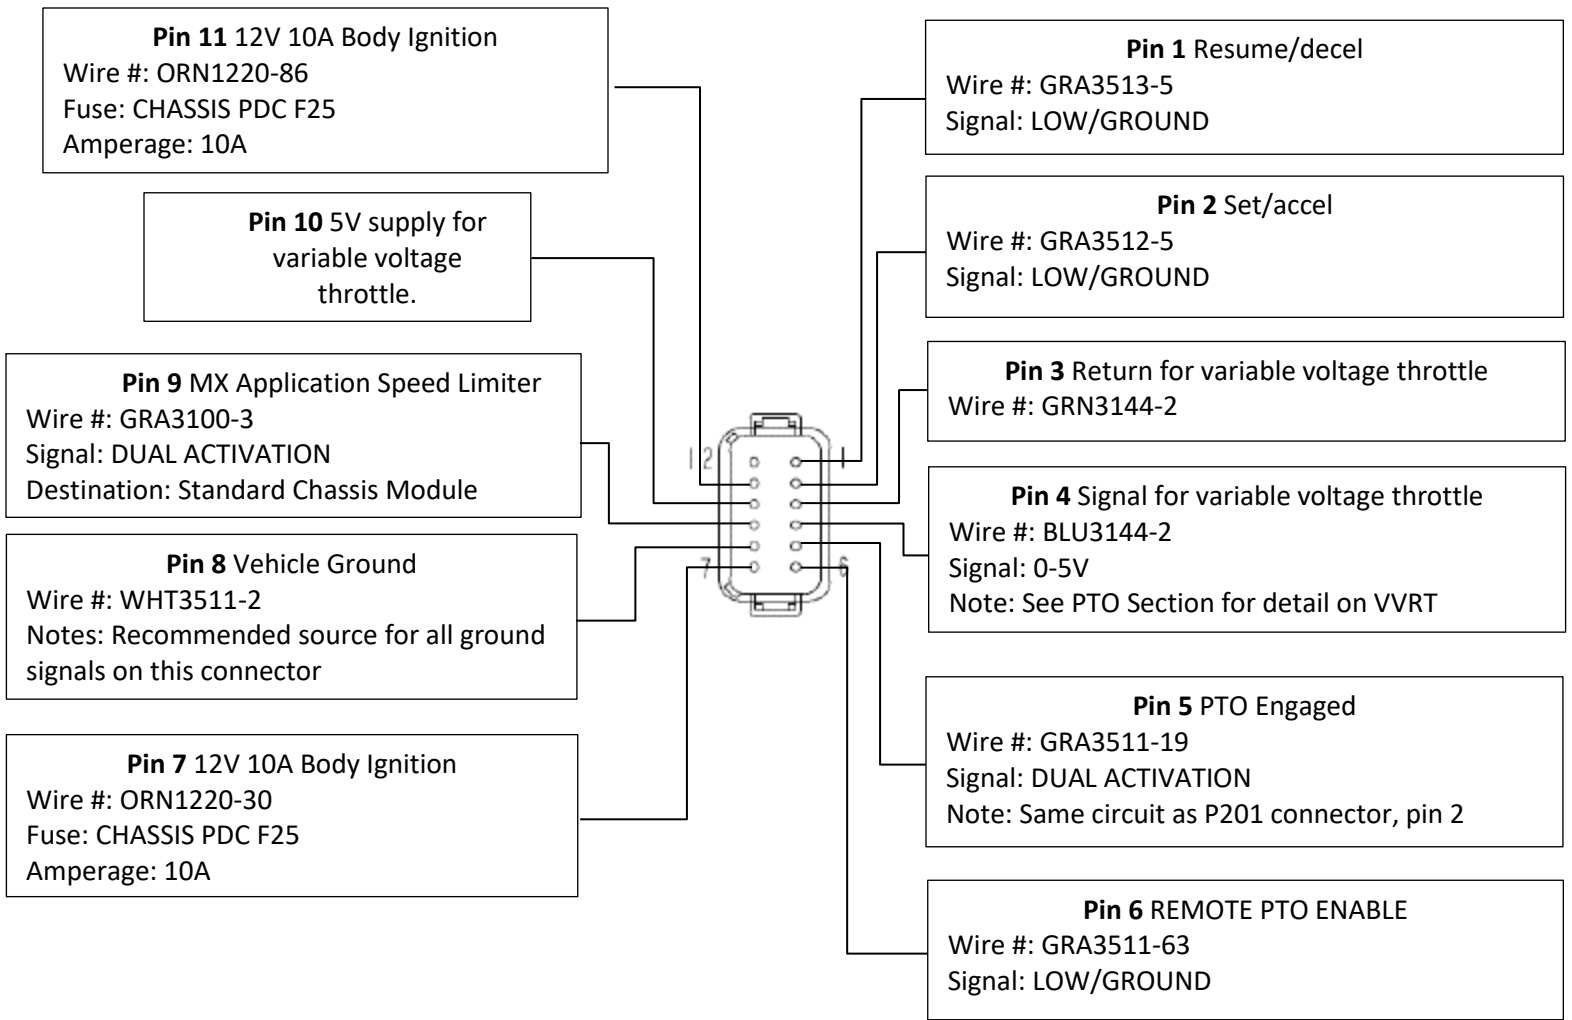 Pin 11 12V 10A Body Ignition
Wire #: ORN1220-86
Fuse: CHASSIS PDC F25
Amperage: 10A
Pin 10 5V supply for
variable voltage
throttle.
Pin 9 MX Application Speed Limiter
Wire #: GRA3100-3
Signal: DUAL ACTIVATION
Destination: Standard Chassis Module
Pin 8 Vehicle Ground
Wire #: WHT3511-2
Notes: Recommended source for all ground
signals on this connector
Pin 7 12V 10A Body Ignition
Wire #: ORN1220-30
Fuse: CHASSIS PDC F25
Amperage: 10A
12
1
7
6
Pin 1 Resume/decel
Wire #: GRA3513-5
Signal: LOW/GROUND
Pin 2 Set/accel
Wire #: GRA3512-5
Signal: LOW/GROUND
Pin 3 Return for variable voltage throttle
Wire #: GRN3144-2
Pin 4 Signal for variable voltage throttle
Wire #: BLU3144-2
Signal: 0-5V
Note: See PTO Section for detail on VVRT
Pin 5 PTO Engaged
Wire #: GRA3511-19
Signal: DUAL ACTIVATION
Note: Same circuit as P201 connector, pin 2
Pin 6 REMOTE PTO ENABLE
Wire #: GRA3511-63
Signal: LOW/GROUND